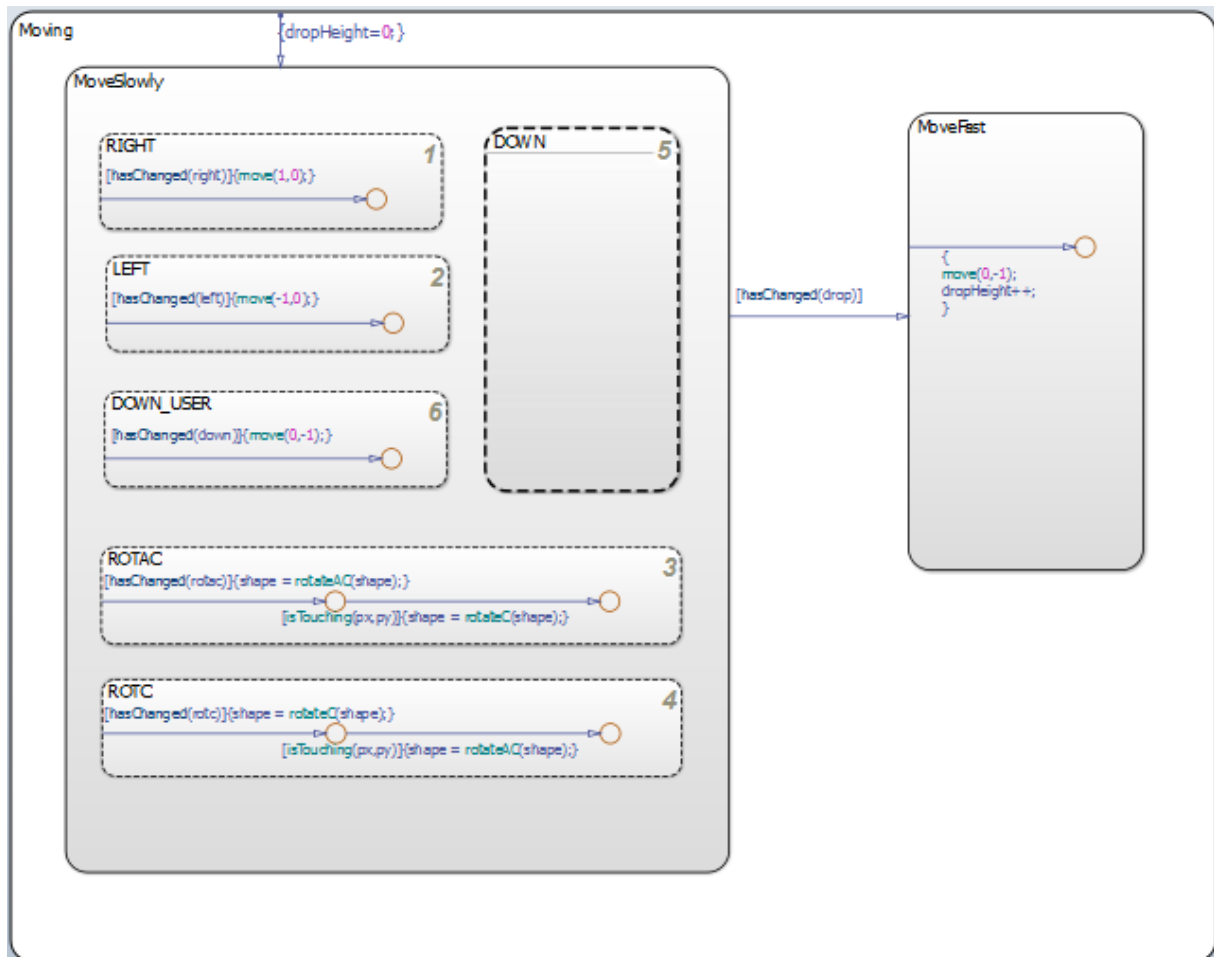 Moving
{dropHeight=0;}
MoveSlowly
RIGHT
1
[hasChanged(right)]{move(1,0);}
LEFT
2
[hasChanged(left)]{move(-1,0);}
DOWN_USER
6
[hasChanged(down)]{move(0,-1);}
DOWN
5
ROTAC
3
[hasChanged(rotac)]{shape = rotateAC(shape);}
[isTouching(px,py)]{shape = rotateC(shape);}
ROTC
4
[hasChanged(rotc)]{shape = rotateC(shape);}
[isTouching(px,py)]{shape = rotateAC(shape);}
[hasChanged(drop)]
MoveFast
{
move(0,-1);
dropHeight++;
}